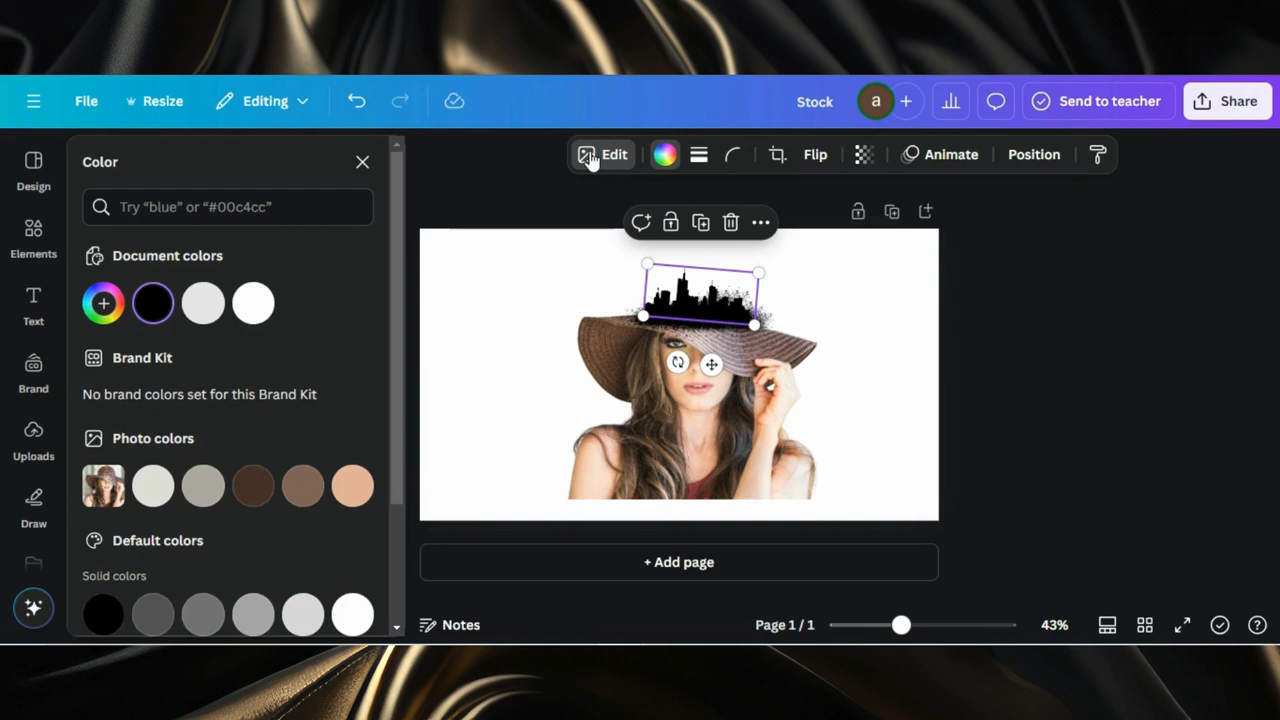 File
Resize
Editing
Stock
a
Send to teacher
Share
Design
Elements
Text
Brand
Uploads
Draw
Color
Try “blue” or “#00c4cc”
Document colors
Brand Kit
No brand colors set for this Brand Kit
Photo colors
Default colors
Solid colors
Edit
Flip
Animate
Position
+ Add page
Notes
Page 1 / 1
43%